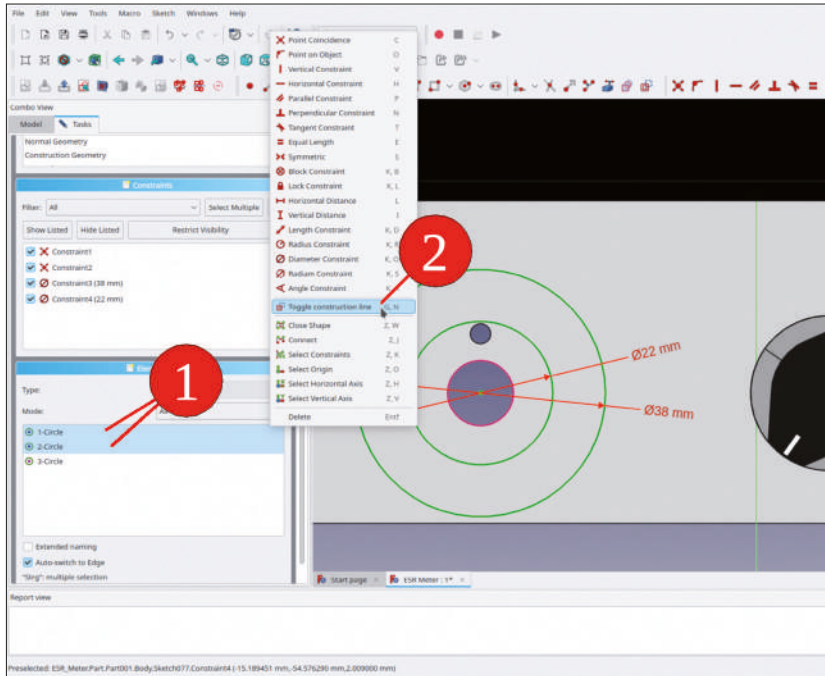 File Edit View Tools Macro Sketch Windows Help
Combo View
Model Tasks
Normal Geometry
Construction Geometry
Constraints
Filter: All Select Multiple
Show Listed Hide Listed Restrict Visibility
Constraint1
Constraint2
Constraint3 (38 mm)
Constraint4 (22 mm)
Type:
Mode:
1-Circle
2-Circle
3-Circle
Extended naming
Auto-switch to Edge
Point Coincidence C
Point on Object O
Vertical Constraint V
Horizontal Constraint H
Parallel Constraint P
Perpendicular Constraint N
Tangent Constraint T
Equal Length E
Symmetric S
Block Constraint K, B
Lock Constraint K, L
Horizontal Distance L
Vertical Distance I
Length Constraint K, D
Radius Constraint K, R
Diameter Constraint K, O
Radiam Constraint K, S
Angle Constraint K
Toggle construction line G, N
Close Shape Z, W
Connect Z, J
Select Constraints Z, K
Select Origin Z, O
Select Horizontal Axis Z, H
Select Vertical Axis Z, V
Delete Entf
1
2
Ø22 mm
Ø38 mm
Start page
ESR Meter : 1*
Report view
Preselected: ESR_Meter.Part.Part001.Body.Sketch077.Constraint4 (-15.189451 mm,-54.576290 mm,2.009000 mm)